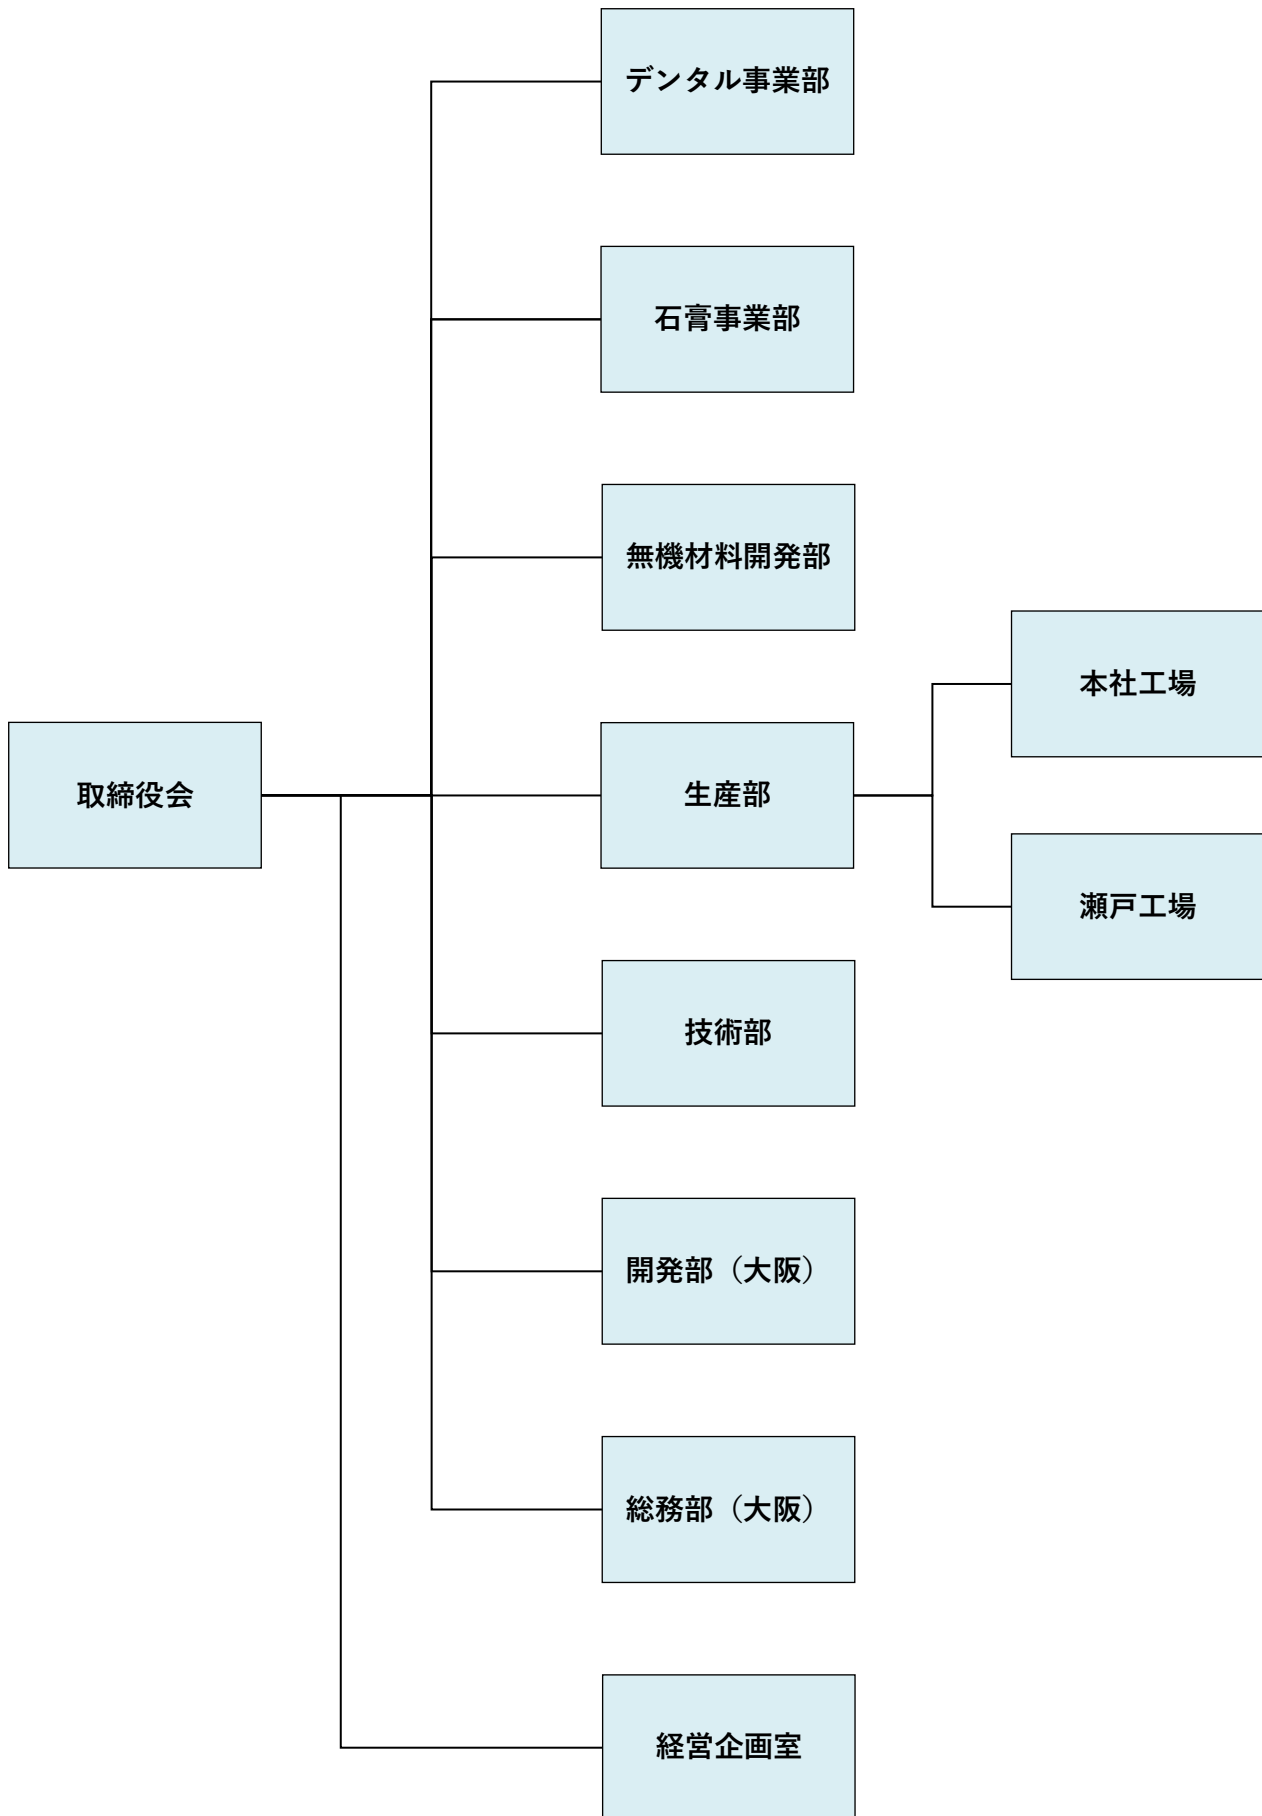 デンタル事業部
石膏事業部
無機材料開発部
本社工場
取締役会
生産部
瀬戸工場
技術部
開発部（大阪）
総務部（大阪）
経営企画室